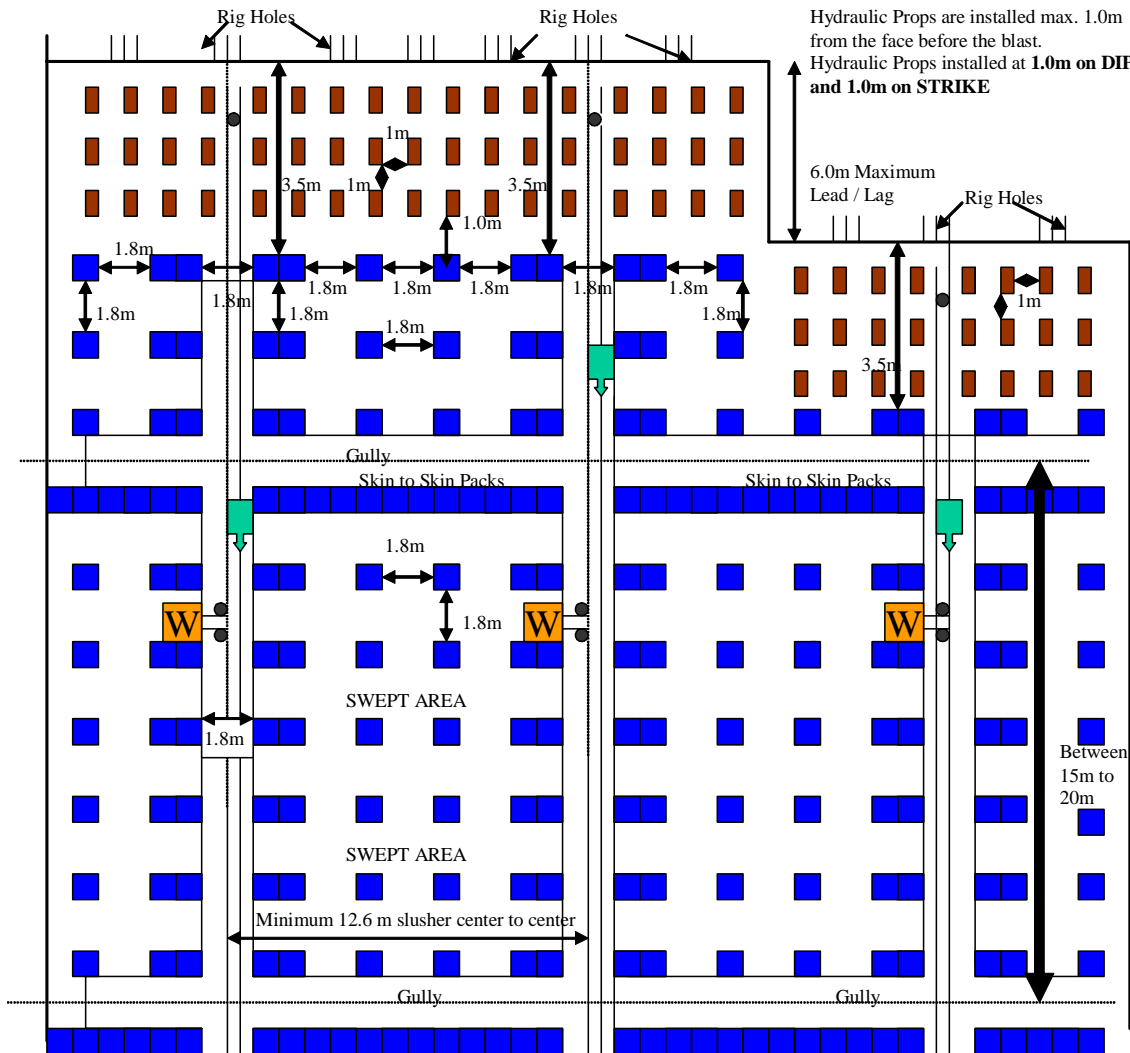 Rig Holes
Rig Holes
Hydraulic Props are installed max. 1.0m
from the face before the blast.
Hydraulic Props installed at 1.0m on DIP
and 1.0m on STRIKE
1m
1m
3.5m
3.5m
6.0m Maximum
Lead / Lag
Rig Holes
1.0m
1.8m
1.8m
1.8m
1.8m
1.8m
1.8m
1.8m
1.8m
1.8m
1.8m
1.8m
1m
1.8m
3.5m
Gully
Skin to Skin Packs
Skin to Skin Packs
1.8m
1.8m
W
W
W
SWEPT AREA
1.8m
Between
15m to
20m
SWEPT AREA
Minimum 12.6 m slusher center to center
Gully
Gully